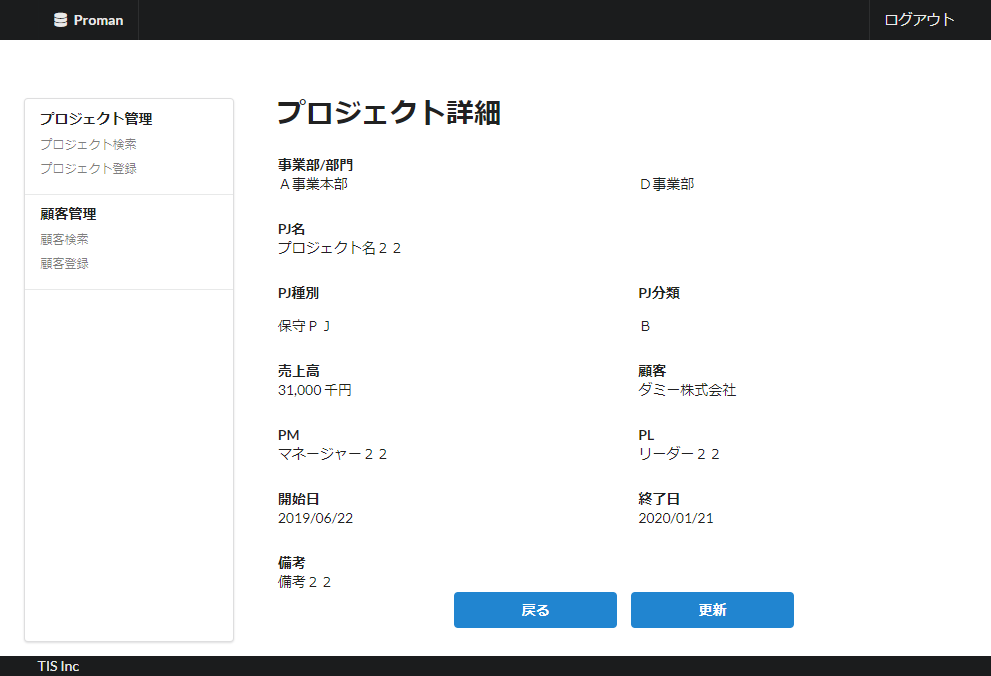 Proman
ログアウト
プロジェクト管理
プロジェクト検索
プロジェクト登録
顧客管理
顧客検索
顧客登録
プロジェクト詳細
事業部/部門
Ａ事業本部 Ｄ事業部
PJ名
プロジェクト名２２
PJ種別 PJ分類
保守ＰＪ Ｂ
売上高 顧客
31,000 千円 ダミー株式会社
PM PL
マネージャー２２ リーダー２２
開始日 終了日
2019/06/22 2020/01/21
備考
備考２２
戻る 更新
TIS Inc